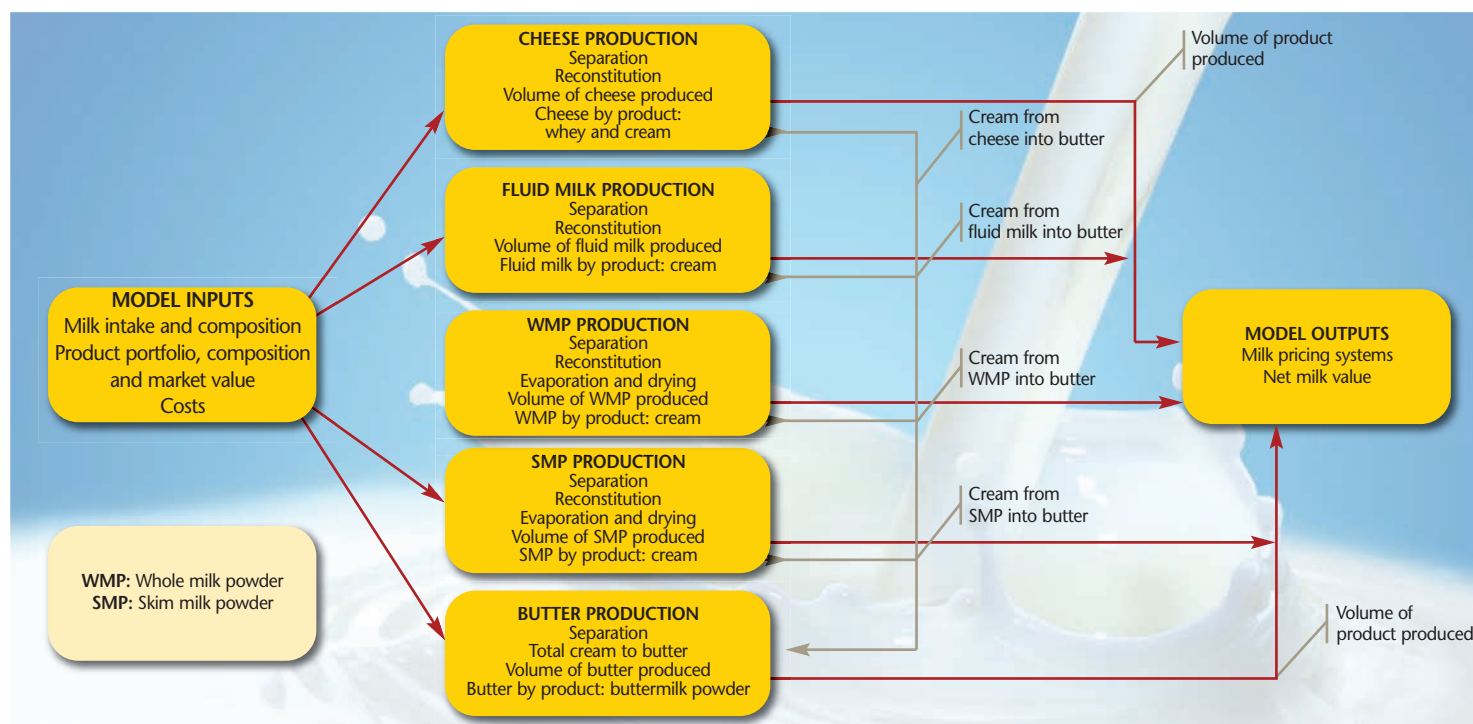 MODEL INPUTS
Milk intake and composition
Product portfolio, composition
and market value
Costs
WMP: Whole milk powder
SMP: Skim milk powder
CHEESE PRODUCTION
Separation
Reconstitution
Volume of cheese produced
Cheese by product:
whey and cream
FLUID MILK PRODUCTION
Separation
Reconstitution
Volume of fluid milk produced
Fluid milk by product: cream
WMP PRODUCTION
Separation
Reconstitution
Evaporation and drying
Volume of WMP produced
WMP by product: cream
SMP PRODUCTION
Separation
Reconstitution
Evaporation and drying
Volume of SMP produced
SMP by product: cream
BUTTER PRODUCTION
Separation
Total cream to butter
Volume of butter produced
Butter by product: buttermilk powder
Cream from
cheese into butter
Cream from
fluid milk into butter
Cream from
WMP into butter
Cream from
SMP into butter
Volume of product
produced
MODEL OUTPUTS
Milk pricing systems
Net milk value
Volume of
product produced